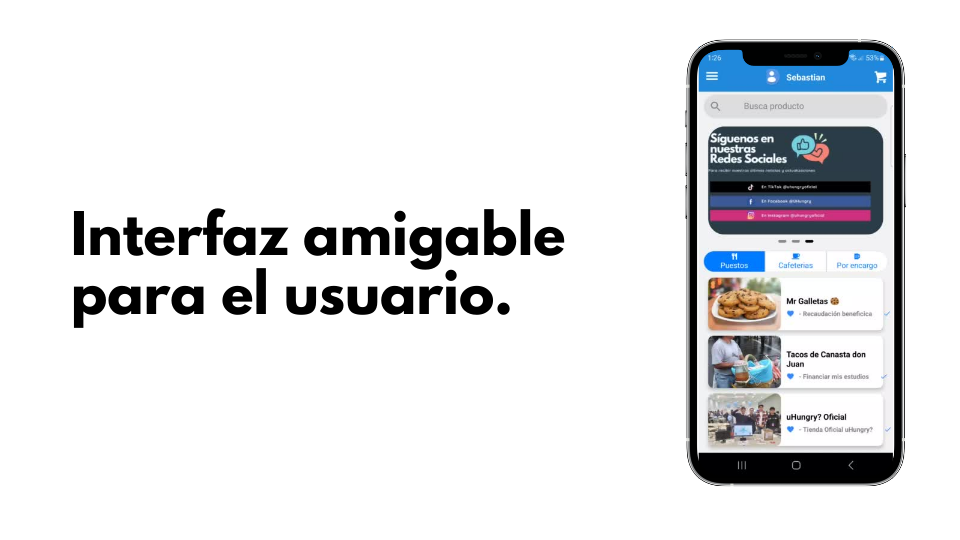 Interfaz amigable
para el usuario.
1:26
53%
Sebastian
Busca producto
Síguenos en
nuestras
Redes Sociales
Para recibir nuestras últimas noticias y actualizaciones
En TikTok @uhungryoficial
En Facebook @UHungry
En Instagram @uhungryoficial
Puestos
Cafeterias
Por encargo
Mr Galletas 🍪
- Recaudación beneficica
Tacos de Canasta don
Juan
- Financiar mis estudios
uHungry? Oficial
- Tienda Oficial uHungry?